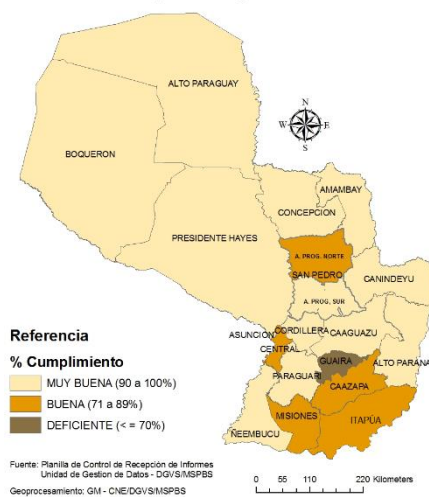 ALTO PARAGUAY
N
W E
S
BOQUERON
AMAMBAY
CONCEPCION
PRESIDENTE HAYES
A. PROG. NORTE
SAN PEDRO
CANINDEYU
A. PROG. SUR
Referencia
ASUNCION
CORDILLERA
CAAGUAZU
% Cumplimiento
CENTRAL
GUAIRA
ALTO PARANA
MUY BUENA (90 a 100%)
PARAGUARI
CAAZAPA
BUENA (71 a 89%)
MISIONES
ITAPÚA
DEFICIENTE (< = 70%)
ÑEEMBUCU
Fuente: Planilla de Control de Recepción de Informes
Unidad de Gestion de Datos - DGVS/MSPBS
Geoprocesamiento: GM - CNE/DGVS/MSPBS
0 55 110 220 Kilometers